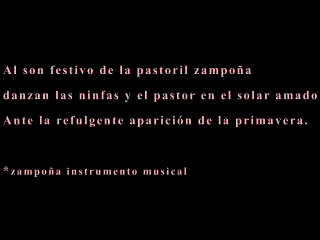 Al son festivo de la pastoril zampoña
danzan las ninfas y el pastor en el solar amado
Ante la refulgente aparición de la primavera.
*zampoña instrumento musical